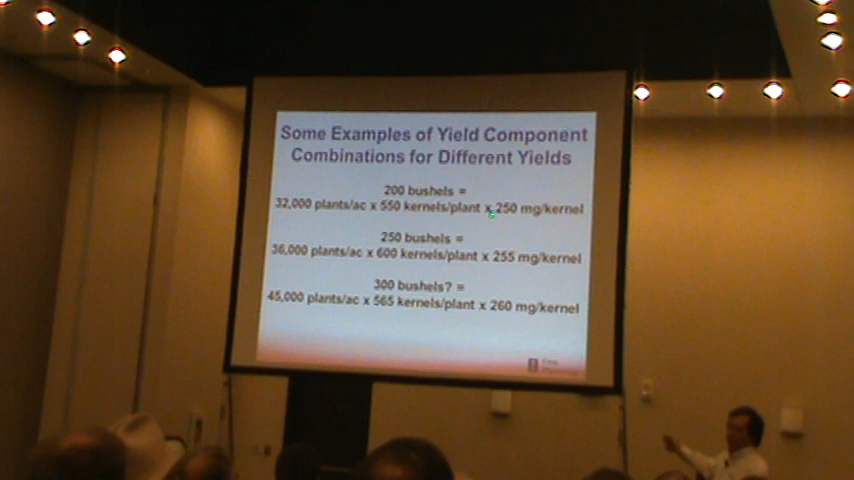 Some Examples of Yield Component
Combinations for Different Yields
200 bushels =
32,000 plants/ac x 550 kernels/plant x 250 mg/kernel
250 bushels =
36,000 plants/ac x 600 kernels/plant x 255 mg/kernel
300 bushels? =
45,000 plants/ac x 565 kernels/plant x 260 mg/kernel